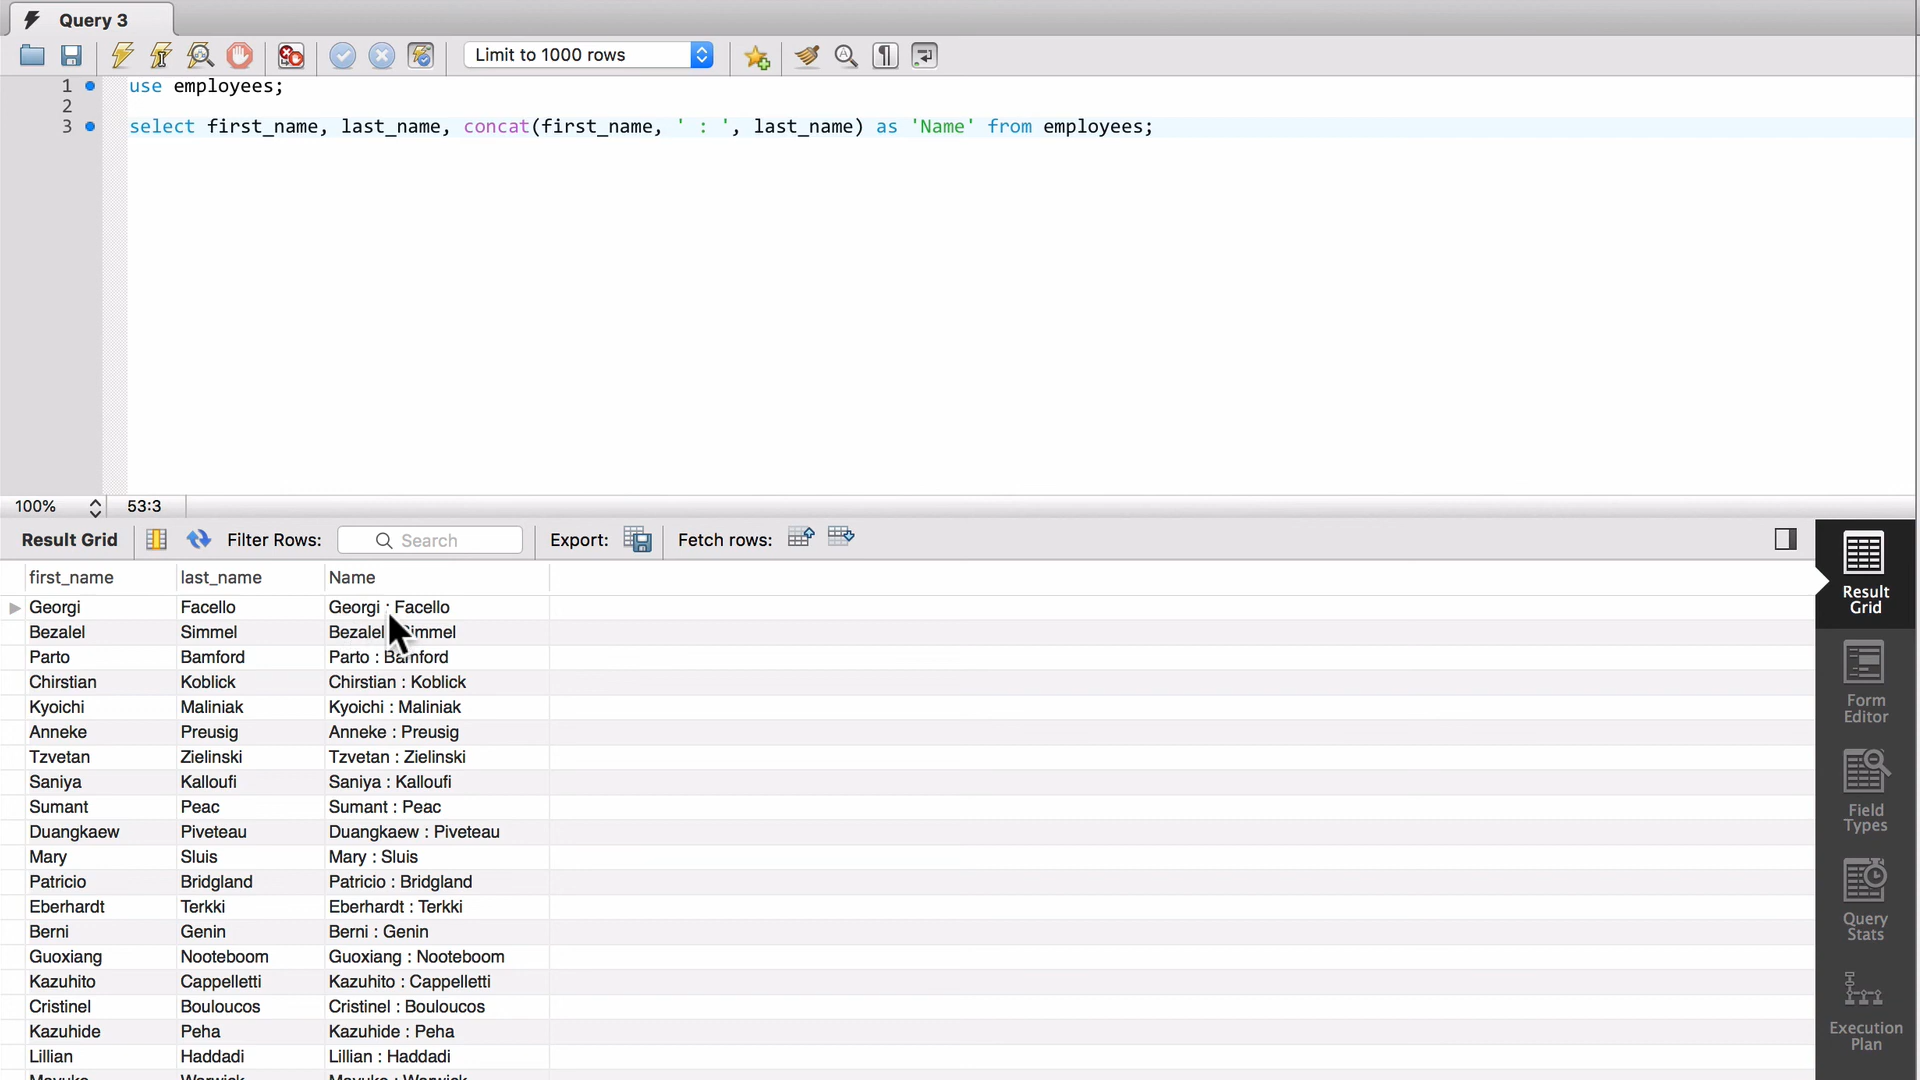 Query 3
Limit to 1000 rows
1 use employees;
2
3 select first_name, last_name, concat(first_name, ' : ', last_name) as 'Name' from employees;
100% 53:3
Result Grid Filter Rows: Search Export: Fetch rows:
first_name last_name Name
Georgi Facello Georgi : Facello
Bezalel Simmel Bezalel immel
Parto Bamford Parto : Bamford
Chirstian Koblick Chirstian : Koblick
Kyoichi Maliniak Kyoichi : Maliniak
Anneke Preusig Anneke : Preusig
Tzvetan Zielinski Tzvetan : Zielinski
Saniya Kalloufi Saniya : Kalloufi
Sumant Peac Sumant : Peac
Duangkaew Piveteau Duangkaew : Piveteau
Mary Sluis Mary : Sluis
Patricio Bridgland Patricio : Bridgland
Eberhardt Terkki Eberhardt : Terkki
Berni Genin Berni : Genin
Guoxiang Nooteboom Guoxiang : Nooteboom
Kazuhito Cappelletti Kazuhito : Cappelletti
Cristinel Bouloucos Cristinel : Bouloucos
Kazuhide Peha Kazuhide : Peha
Lillian Haddadi Lillian : Haddadi
Result
Grid
Form
Editor
Field
Types
Query
Stats
Execution
Plan